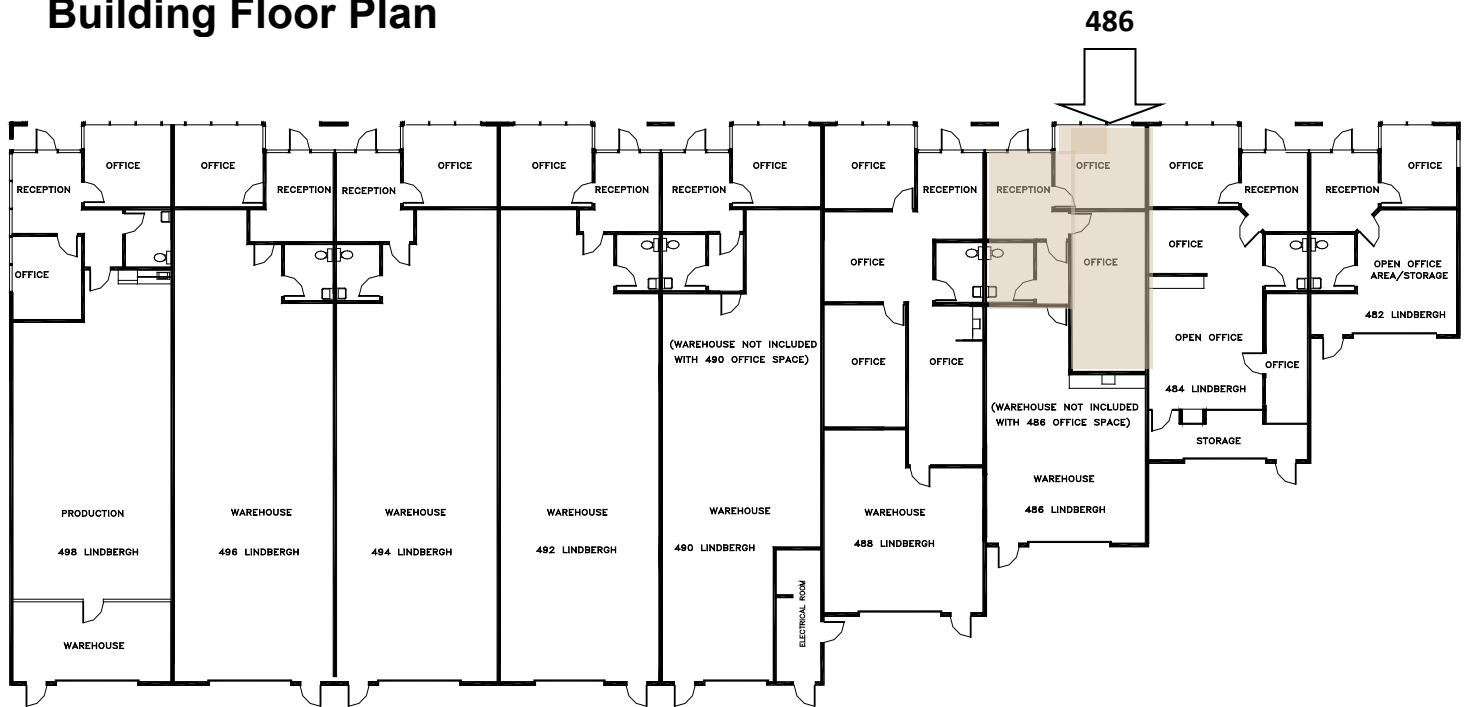 Building Floor Plan
486
OFFICE
RECEPTION
OFFICE
PRODUCTION
498 LINDBERGH
WAREHOUSE
OFFICE
RECEPTION
WAREHOUSE
496 LINDBERGH
RECEPTION
OFFICE
WAREHOUSE
494 LINDBERGH
OFFICE
RECEPTION
WAREHOUSE
492 LINDBERGH
RECEPTION
OFFICE
(WAREHOUSE NOT INCLUDED
WITH 490 OFFICE SPACE)
WAREHOUSE
490 LINDBERGH
ELECTRICAL ROOM
OFFICE
RECEPTION
OFFICE
OFFICE
OFFICE
WAREHOUSE
488 LINDBERGH
OFFICE
RECEPTION
OFFICE
(WAREHOUSE NOT INCLUDED
WITH 486 OFFICE SPACE)
WAREHOUSE
486 LINDBERGH
OFFICE
RECEPTION
OFFICE
OPEN OFFICE
OFFICE
484 LINDBERGH
STORAGE
OFFICE
RECEPTION
OPEN OFFICE
AREA/STORAGE
482 LINDBERGH